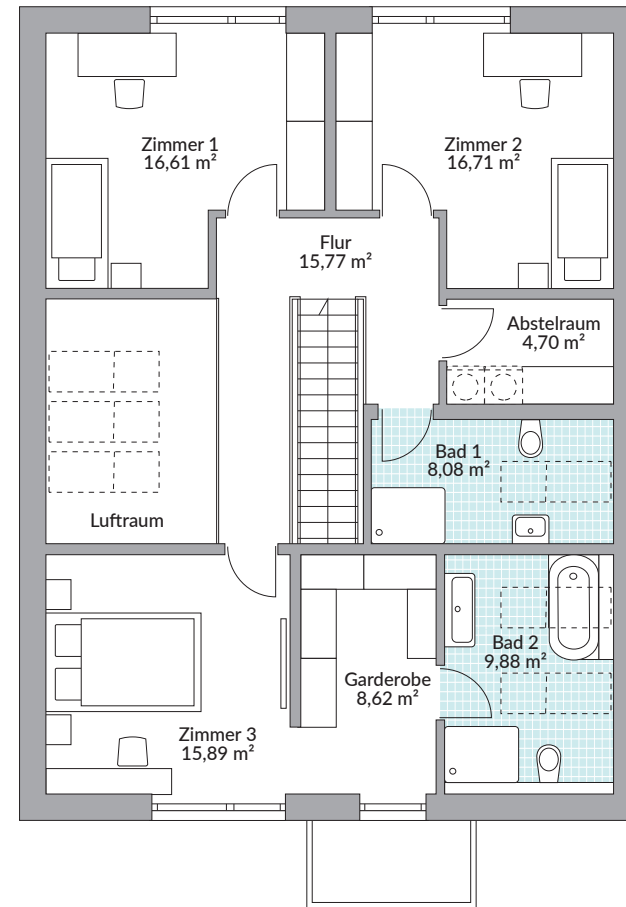 Zimmer 1
16,61 m²
Zimmer 2
16,71 m²
Flur
15,77 m²
Abstelraum
4,70 m²
Bad 1
8,08 m²
Luftraum
Bad 2
9,88 m²
Garderobe
8,62 m²
Zimmer 3
15,89 m²